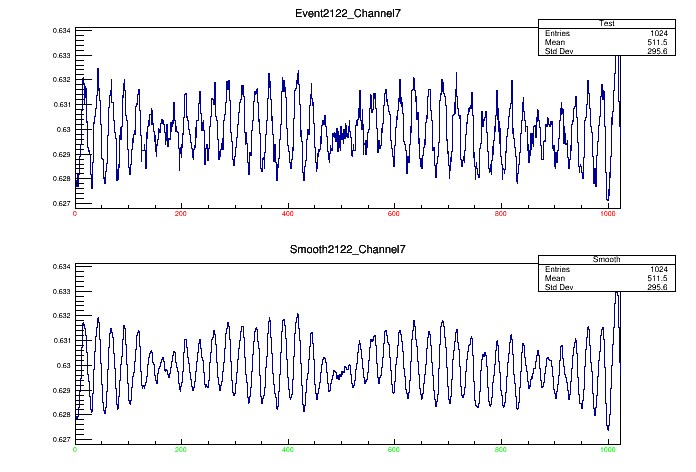 Event2122_Channel7
Test
Entries 1024
Mean 511.5
Std Dev 295.6
0.634
0.633
0.632
0.631
0.63
0.629
0.628
0.627
0 200 400 600 800 1000
Smooth2122_Channel7
Smooth
Entries 1024
Mean 511.5
Std Dev 295.6
0.634
0.633
0.632
0.631
0.63
0.629
0.628
0.627
0 200 400 600 800 1000